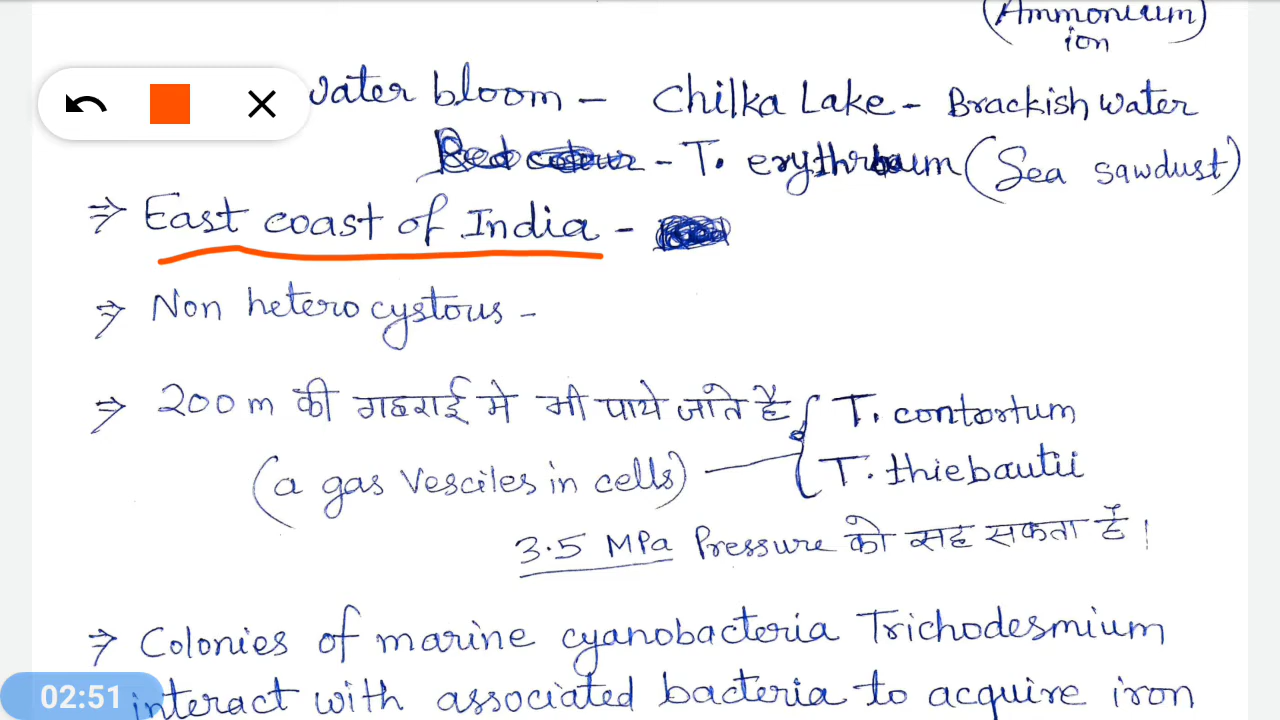 (Ammonium)
ion
water bloom – Chilka Lake - Brackish water
- T. erythraeum (Sea sawdust)
⇒ East coast of India -
⇒ Non heterocystous -
⇒ 200m की गहराई मे भी पाये जाते है { T. contortum
(a gas Vesciles in cells) — T. thiebautii
3.5 MPa Pressure को सह सकता है।
⇒ Colonies of marine cyanobacteria Trichodesmium
02:51 interact with associated bacteria to acquire iron